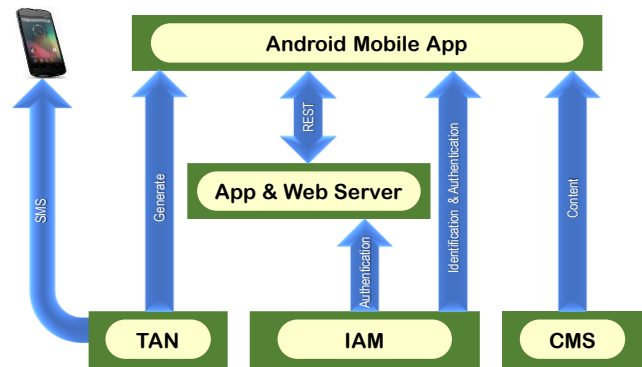 Android Mobile App
SMS
Generate
REST
Identification & Authentication
Content
App & Web Server
Authentication
TAN
IAM
CMS